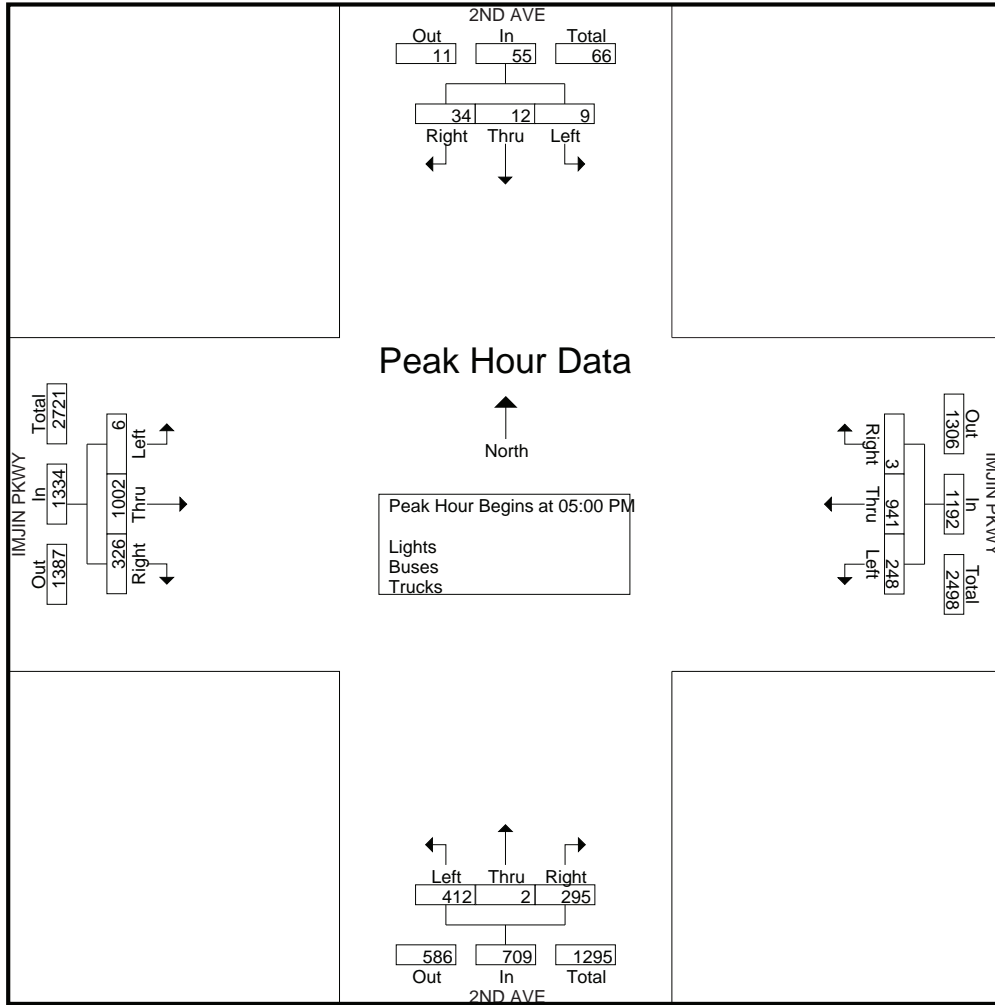 2ND AVE
Out In Total
11 55 66
34 12 9
Right Thru Left
Peak Hour Data
North
Peak Hour Begins at 05:00 PM
Lights
Buses
Trucks
IMJIN PKWY
Out In Total
1387 1334 2721
Left Thru Right
6 1002 326
IMJIN PKWY
Out In Total
1306 1192 2498
Right Thru Left
3 941 248
Left Thru Right
412 2 295
586 709 1295
Out In Total
2ND AVE